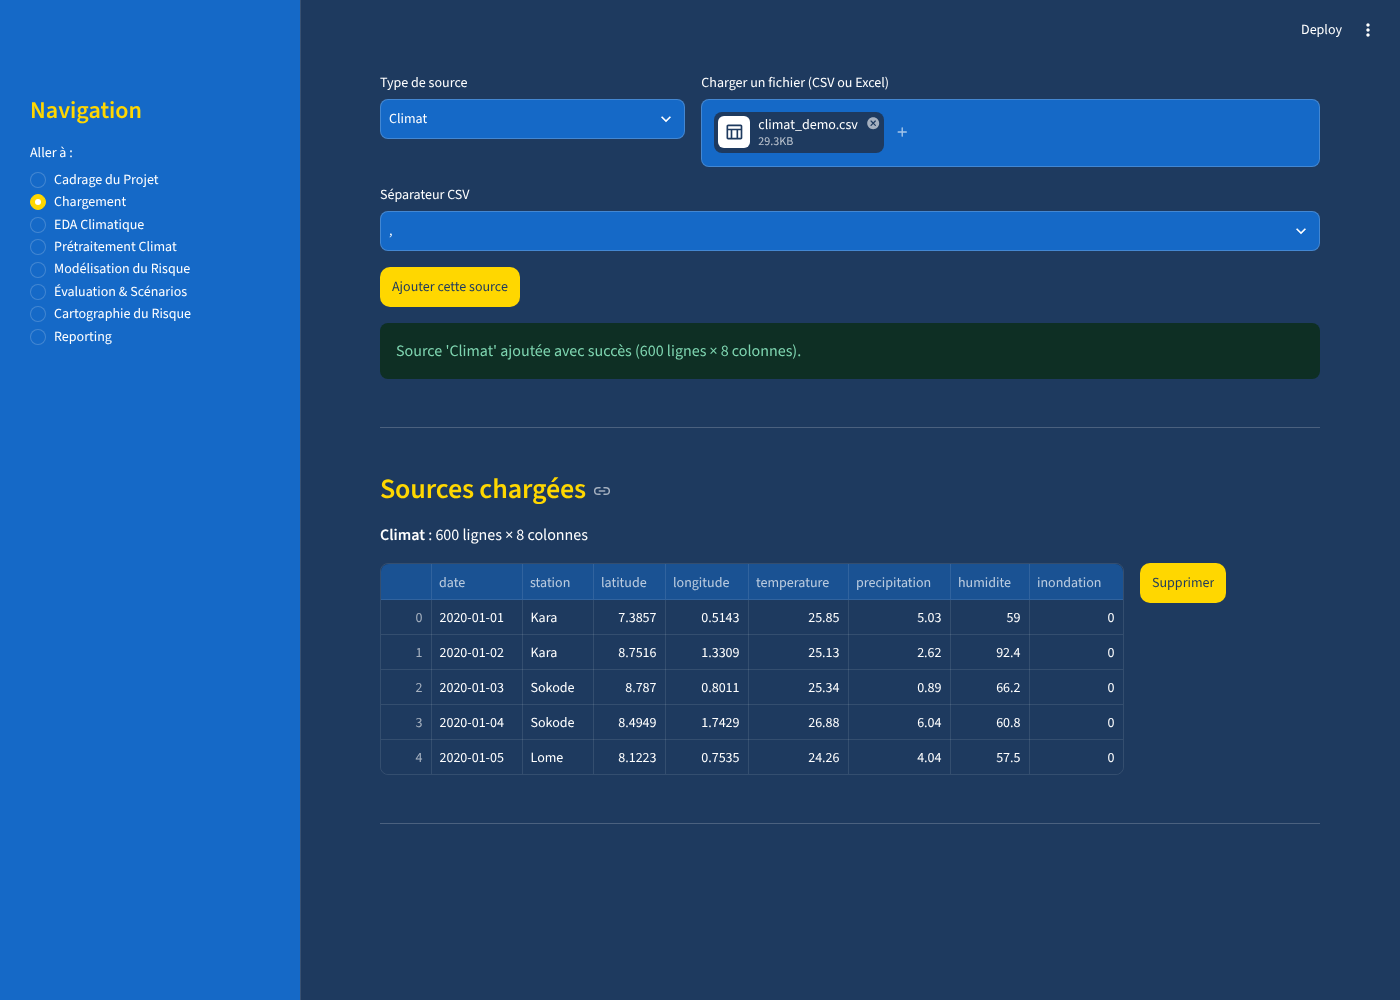 Deploy
Navigation
Aller à :
Cadrage du Projet
Chargement
EDA Climatique
Prétraitement Climat
Modélisation du Risque
Évaluation & Scénarios
Cartographie du Risque
Reporting
Type de source
Climat
Charger un fichier (CSV ou Excel)
climat_demo.csv
29.3KB
Séparateur CSV
,
Ajouter cette source
Source 'Climat' ajoutée avec succès (600 lignes × 8 colonnes).
Sources chargées
Climat : 600 lignes × 8 colonnes
date station latitude longitude temperature precipitation humidite inondation
0 2020-01-01 Kara 7.3857 0.5143 25.85 5.03 59 0
1 2020-01-02 Kara 8.7516 1.3309 25.13 2.62 92.4 0
2 2020-01-03 Sokode 8.787 0.8011 25.34 0.89 66.2 0
3 2020-01-04 Sokode 8.4949 1.7429 26.88 6.04 60.8 0
4 2020-01-05 Lome 8.1223 0.7535 24.26 4.04 57.5 0
Supprimer